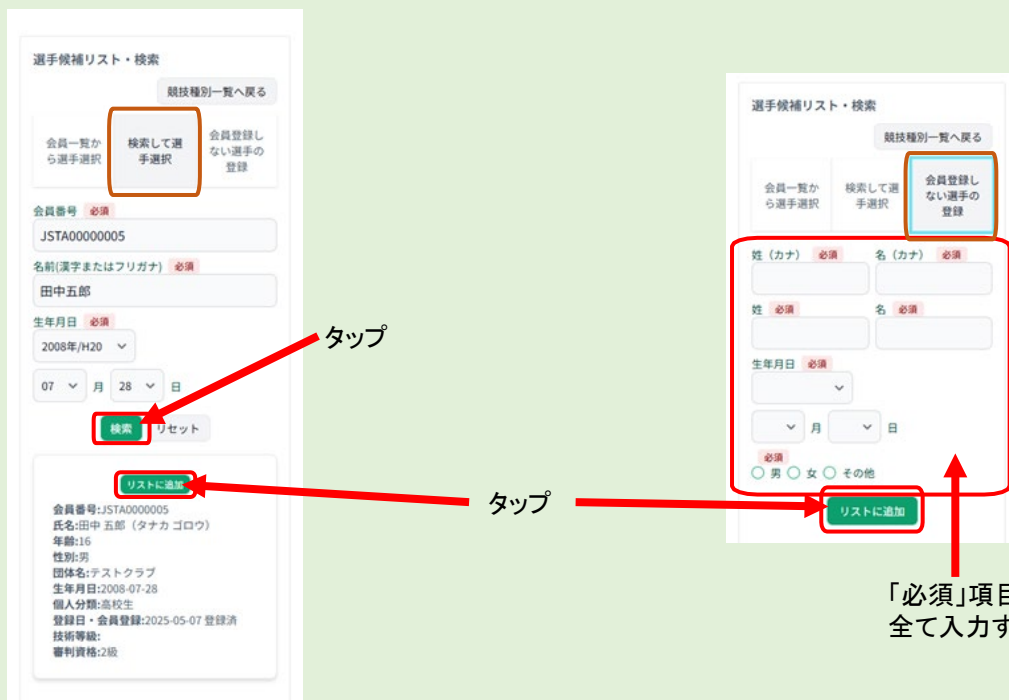 選手候補リスト・検索
競技種別一覧へ戻る
会員一覧か
ら選手選択
検索して選
手選択
会員登録し
ない選手の
登録
会員番号 必須
JSTA00000005
名前(漢字またはフリガナ) 必須
田中五郎
生年月日 必須
2008年/H20
07 月 28 日
検索 リセット
リストに追加
会員番号:JSTA0000005
氏名:田中 五郎（タナカ ゴロウ）
年齢:16
性別:男
団体名:テストクラブ
生年月日:2008-07-28
個人分類:高校生
登録日・会員登録:2025-05-07 登録済
技術等級:
審判資格:2級
タップ
タップ
選手候補リスト・検索
競技種別一覧へ戻る
会員一覧か
ら選手選択
検索して選
手選択
会員登録し
ない選手の
登録
姓（カナ） 必須 名（カナ） 必須
姓 必須 名 必須
生年月日 必須
月 日
必須
男 女 その他
リストに追加
「必須」項目
全て入力す